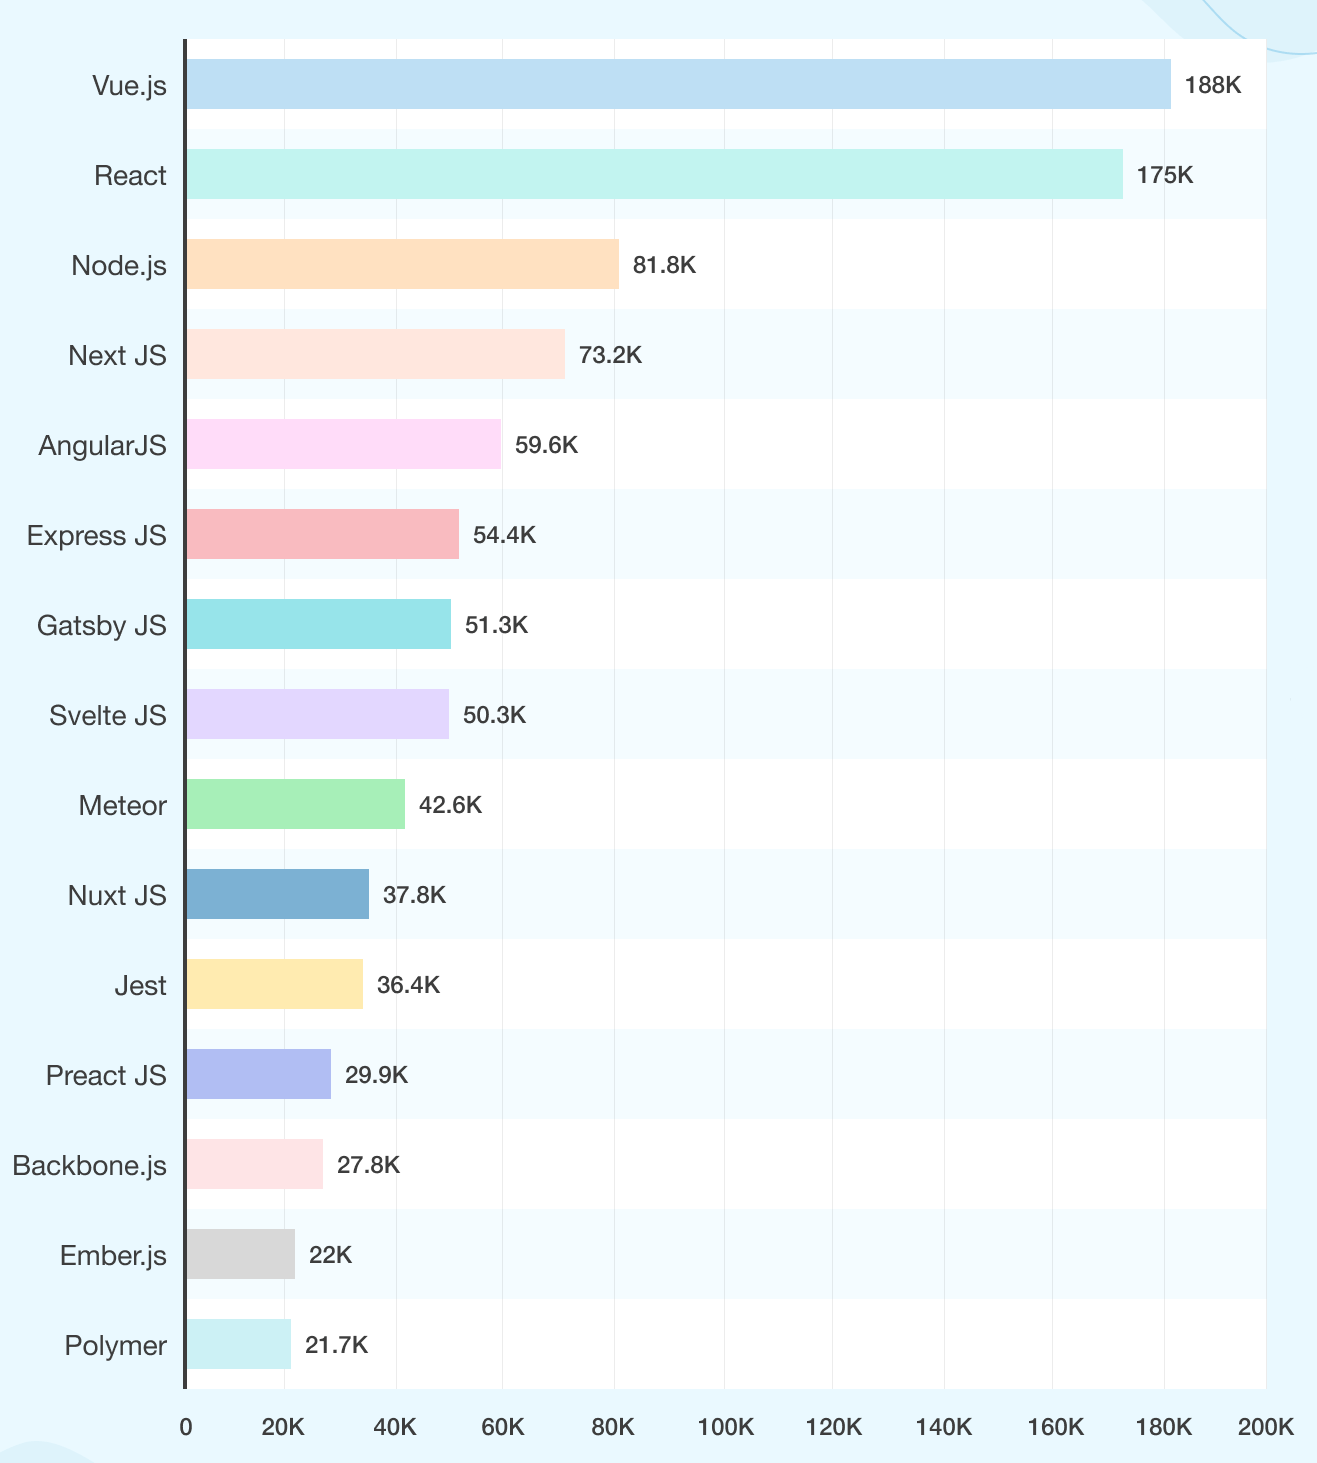 Vue.js 188K
React 175K
Node.js 81.8K
Next JS 73.2K
AngularJS 59.6K
Express JS 54.4K
Gatsby JS 51.3K
Svelte JS 50.3K
Meteor 42.6K
Nuxt JS 37.8K
Jest 36.4K
Preact JS 29.9K
Backbone.js 27.8K
Ember.js 22K
Polymer 21.7K
0 20K 40K 60K 80K 100K 120K 140K 160K 180K 200K